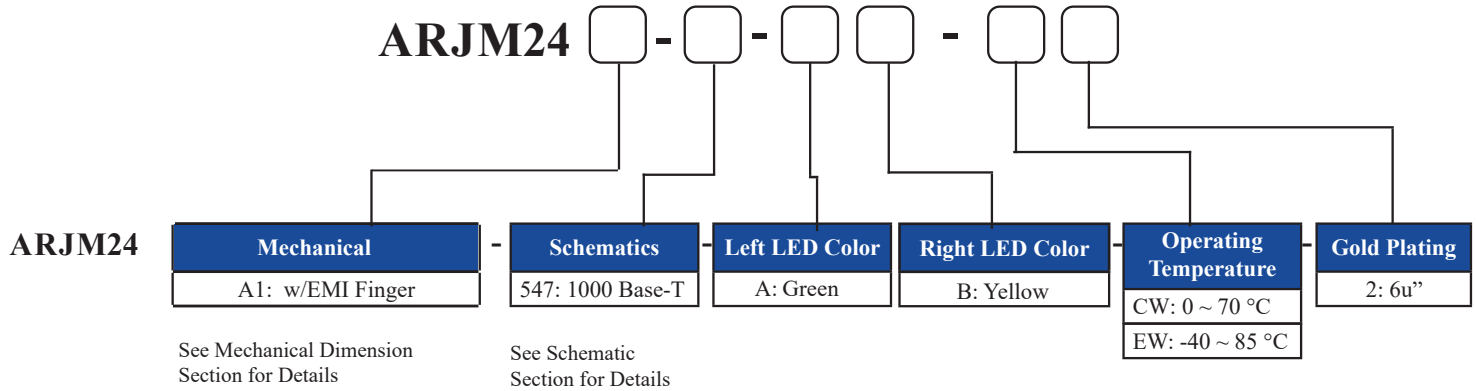 ARJM24 - - -
ARJM24
Mechanical - Schematics - Left LED Color Right LED Color - Operating Temperature - Gold Plating
A1: w/EMI Finger
547: 1000 Base-T
A: Green
B: Yellow
CW: 0 ~ 70 °C
EW: -40 ~ 85 °C
2: 6u”
See Mechanical Dimension
Section for Details
See Schematic
Section for Details